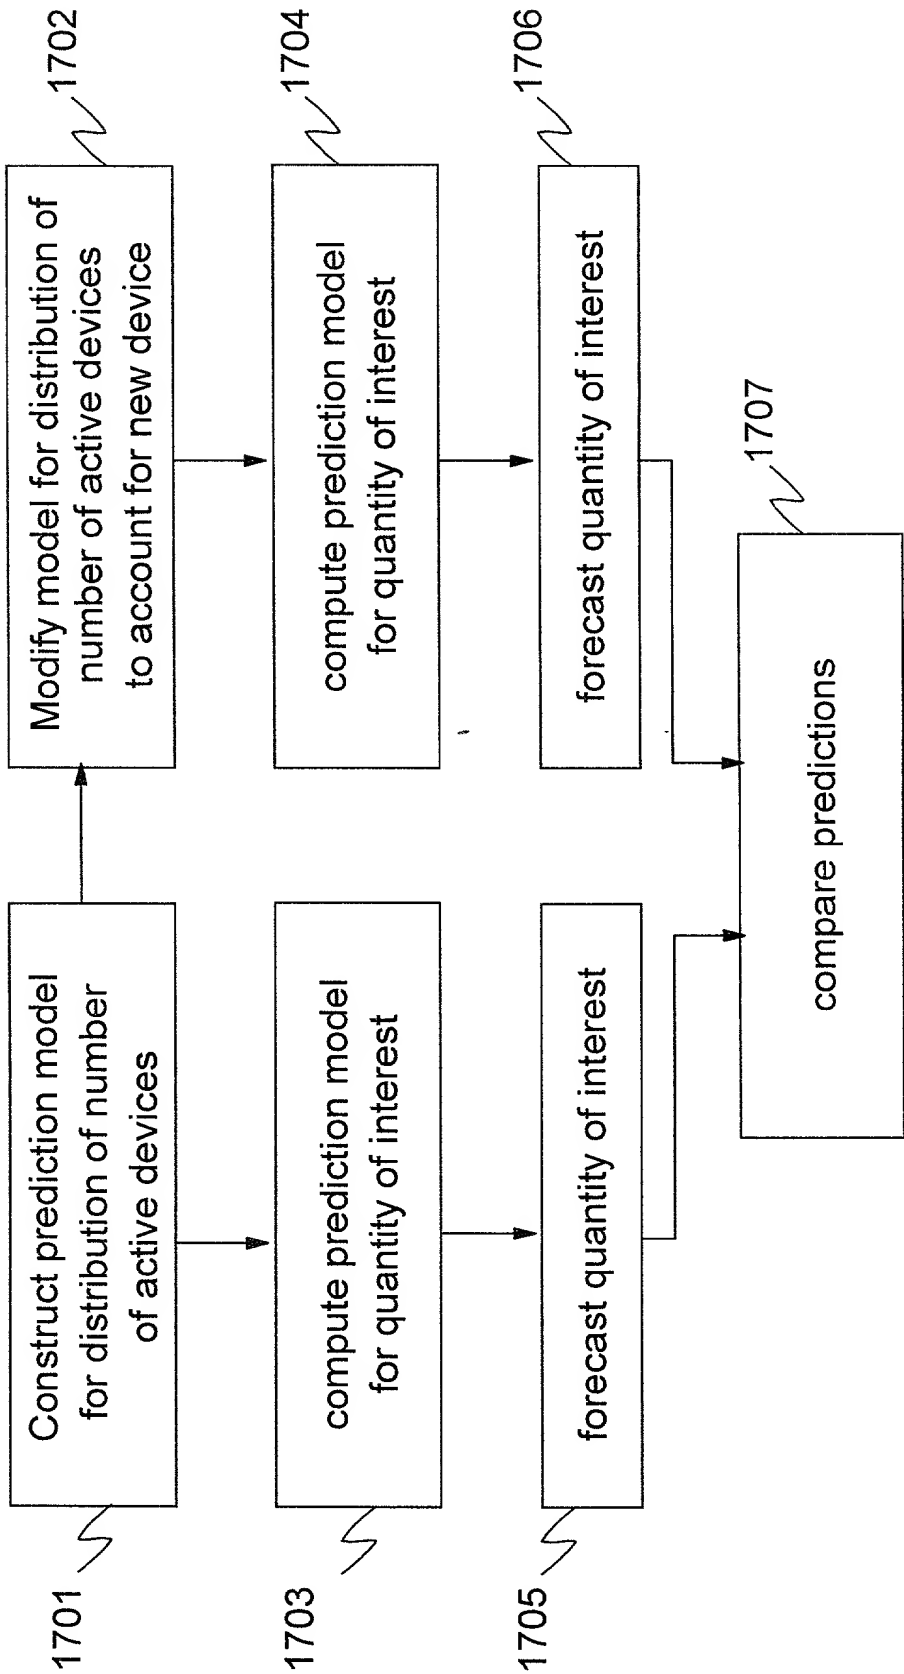 1701
Construct prediction model
for distribution of number
of active devices
1702
Modify model for distribution of
number of active devices
to account for new device
1703
compute prediction model
for quantity of interest
1704
compute prediction model
for quantity of interest
1705
forecast quantity of interest
1706
forecast quantity of interest
1707
compare predictions